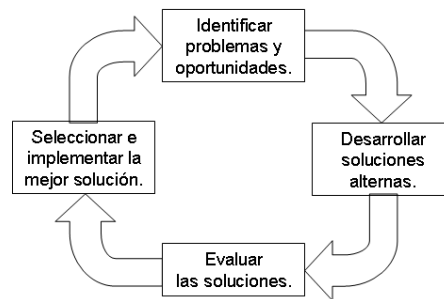 Identificar
problemas y
oportunidades.
Desarrollar
soluciones
alternas.
Evaluar
las soluciones.
Seleccionar e
implementar la
mejor solución.